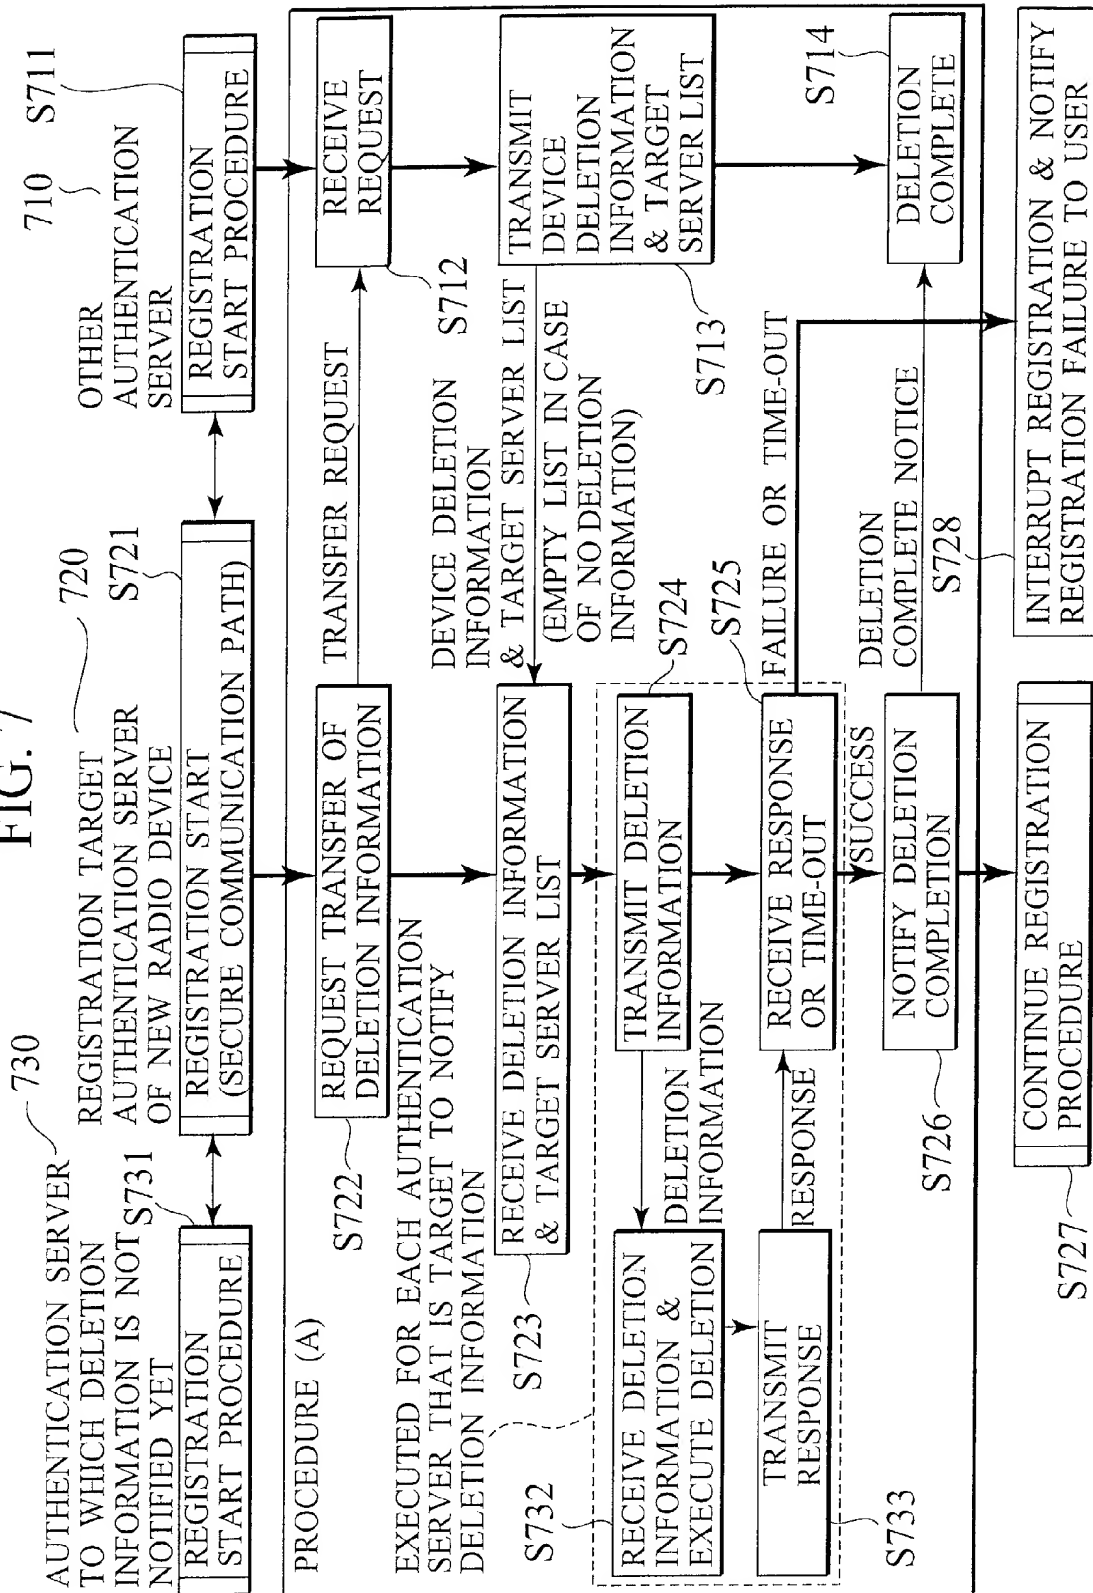 FIG. 7
730
AUTHENTICATION SERVER
TO WHICH DELETION
INFORMATION IS NOT
NOTIFIED YET
S731
REGISTRATION
START PROCEDURE
720
REGISTRATION TARGET
AUTHENTICATION SERVER
OF NEW RADIO DEVICE
S721
REGISTRATION START
(SECURE COMMUNICATION PATH)
710
OTHER
AUTHENTICATION
SERVER
S711
REGISTRATION
START PROCEDURE
PROCEDURE (A)
REQUEST TRANSFER OF
DELETION INFORMATION
S722
TRANSFER REQUEST
RECEIVE
REQUEST
S712
EXECUTED FOR EACH AUTHENTICATION
SERVER THAT IS TARGET TO NOTIFY
DELETION INFORMATION
DEVICE DELETION
INFORMATION
& TARGET SERVER LIST
(EMPTY LIST IN CASE
OF NO DELETION
INFORMATION)
TRANSMIT
DEVICE
DELETION
INFORMATION
& TARGET
SERVER LIST
S713
RECEIVE DELETION INFORMATION
& TARGET SERVER LIST
S723
TRANSMIT DELETION
INFORMATION
S724
DELETION
INFORMATION
S732
RECEIVE DELETION
INFORMATION &
EXECUTE DELETION
TRANSMIT
RESPONSE
S733
RESPONSE
RECEIVE RESPONSE
OR TIME-OUT
S725
FAILURE OR TIME-OUT
SUCCESS
NOTIFY DELETION
COMPLETION
S726
DELETION
COMPLETE NOTICE
DELETION
COMPLETE
S714
CONTINUE REGISTRATION
PROCEDURE
S727
S728
INTERRUPT REGISTRATION & NOTIFY
REGISTRATION FAILURE TO USER